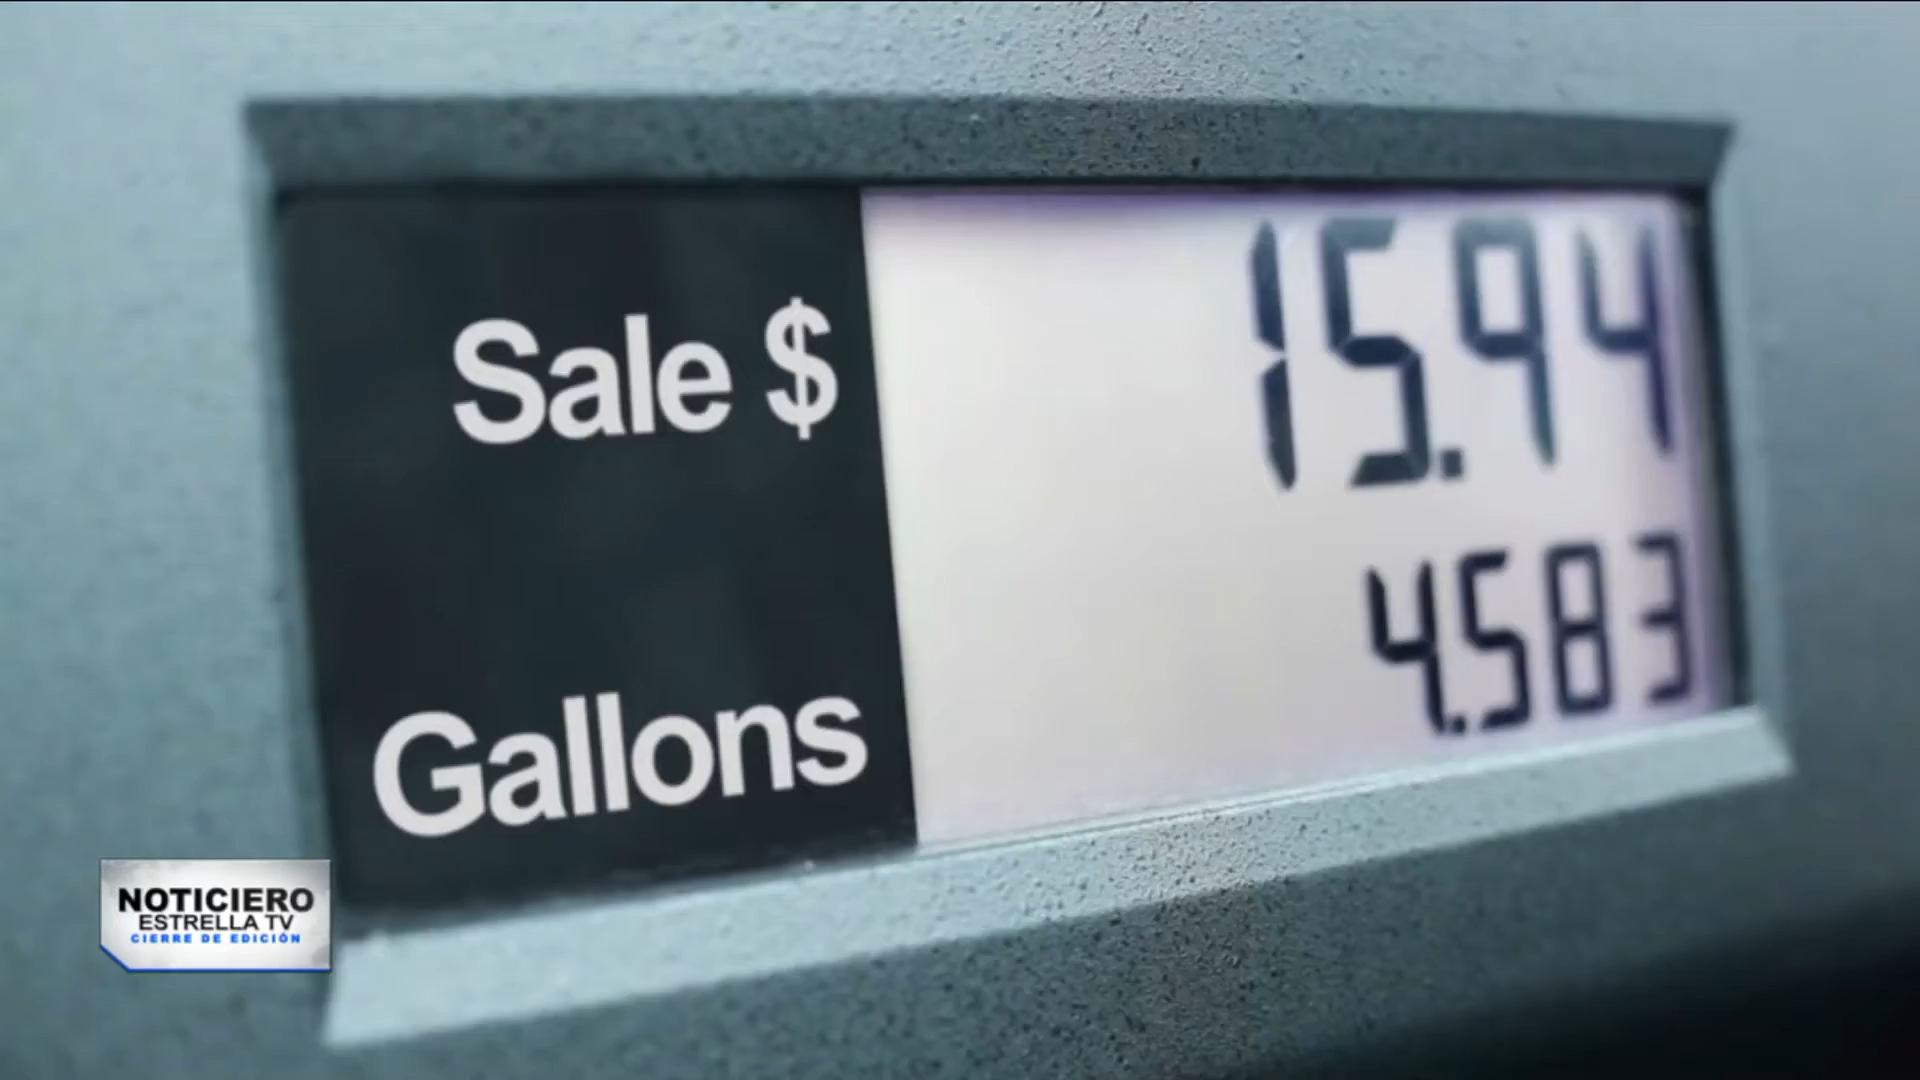 Sale $ 15.94
Gallons 4.583
NOTICIERO
ESTRELLA TV
CIERRE DE EDICIÓN